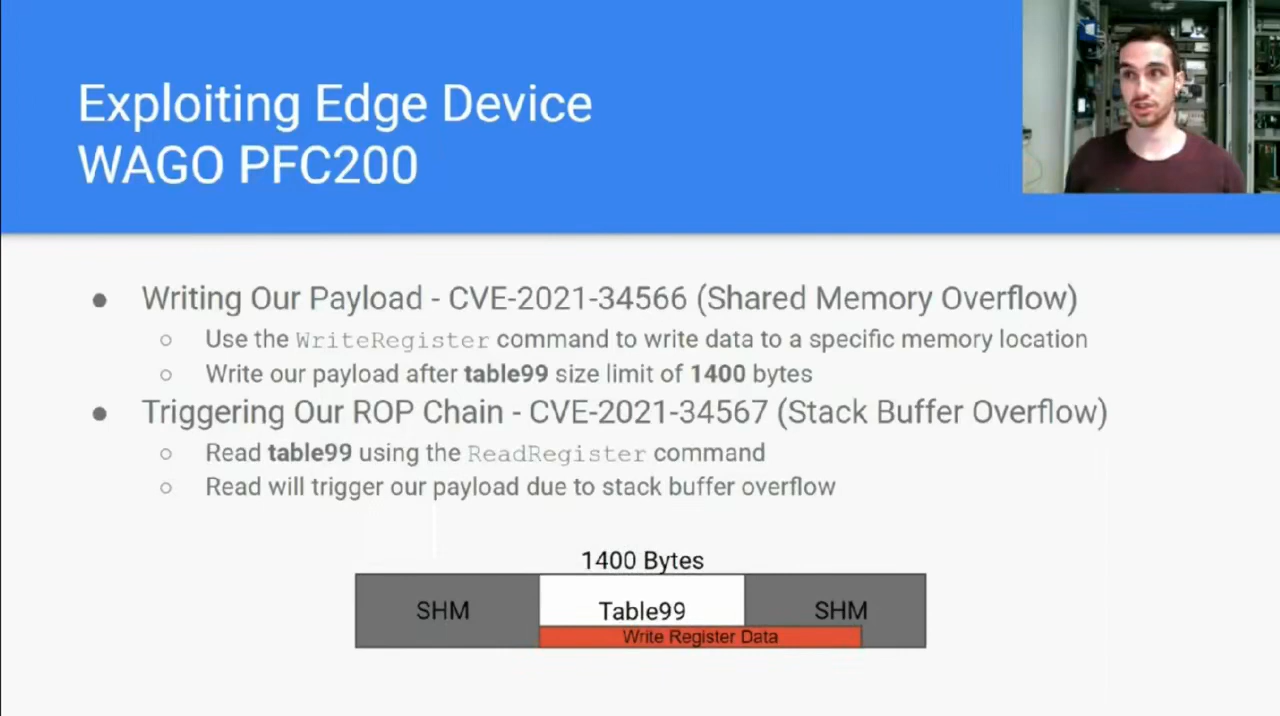 Exploiting Edge Device
WAGO PFC200
● Writing Our Payload - CVE-2021-34566 (Shared Memory Overflow)
○ Use the WriteRegister command to write data to a specific memory location
○ Write our payload after table99 size limit of 1400 bytes
● Triggering Our ROP Chain - CVE-2021-34567 (Stack Buffer Overflow)
○ Read table99 using the ReadRegister command
○ Read will trigger our payload due to stack buffer overflow
1400 Bytes
SHM Table99 SHM
Write Register Data